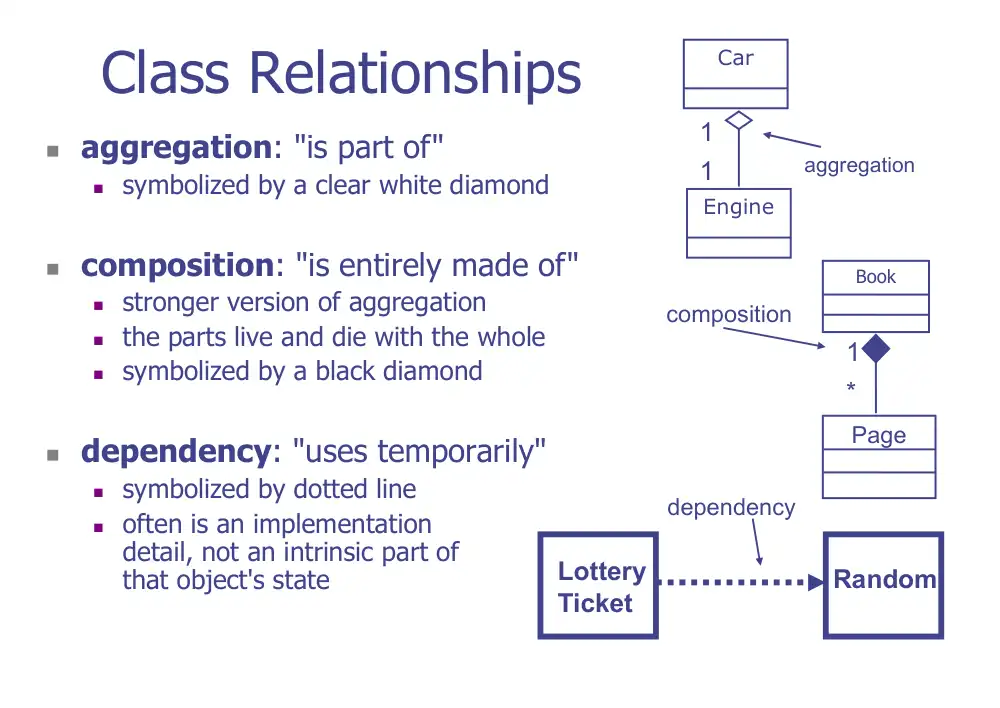 Class Relationships
aggregation: "is part of"
symbolized by a clear white diamond
composition: "is entirely made of"
stronger version of aggregation
the parts live and die with the whole
symbolized by a black diamond
dependency: "uses temporarily"
symbolized by dotted line
often is an implementation
detail, not an intrinsic part of
that object's state
Car
1
aggregation
1
Engine
Book
composition
1
*
Page
dependency
Lottery
Ticket
Random